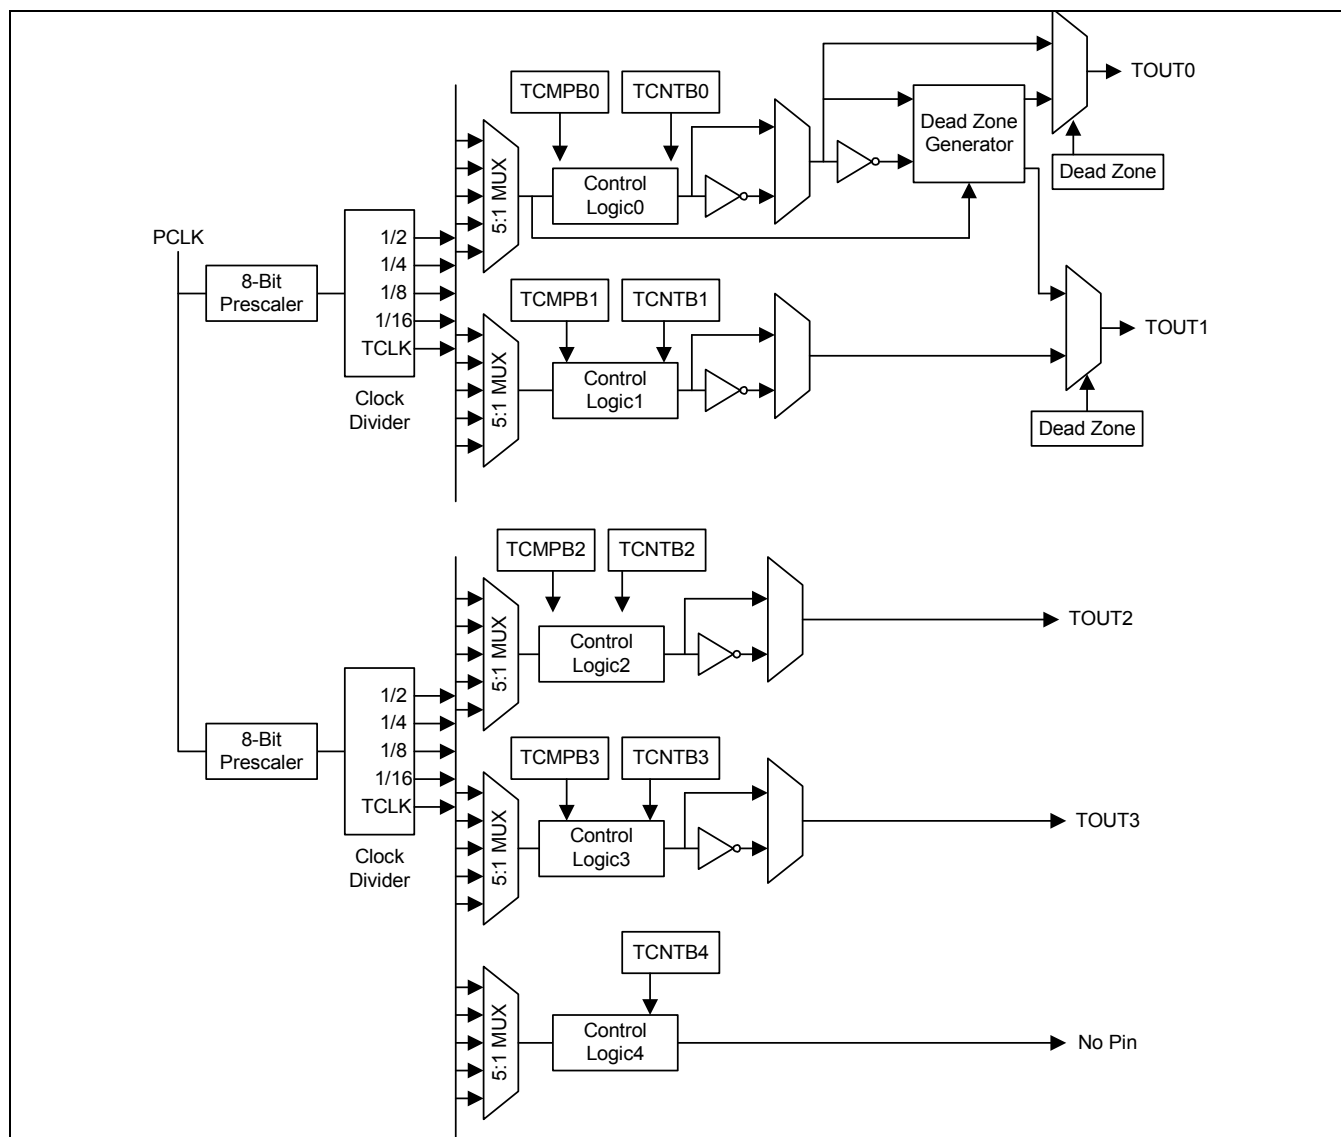 TCMPB0
TCNTB0
TOUT0
Dead Zone
Generator
Dead Zone
5:1 MUX
Control
Logic0
PCLK
8-Bit
Prescaler
1/2
1/4
1/8
1/16
TCLK
Clock
Divider
TCMPB1
TCNTB1
TOUT1
5:1 MUX
Control
Logic1
Dead Zone
TCMPB2
TCNTB2
TOUT2
5:1 MUX
Control
Logic2
8-Bit
Prescaler
1/2
1/4
1/8
1/16
TCLK
Clock
Divider
TCMPB3
TCNTB3
TOUT3
5:1 MUX
Control
Logic3
TCNTB4
5:1 MUX
Control
Logic4
No Pin